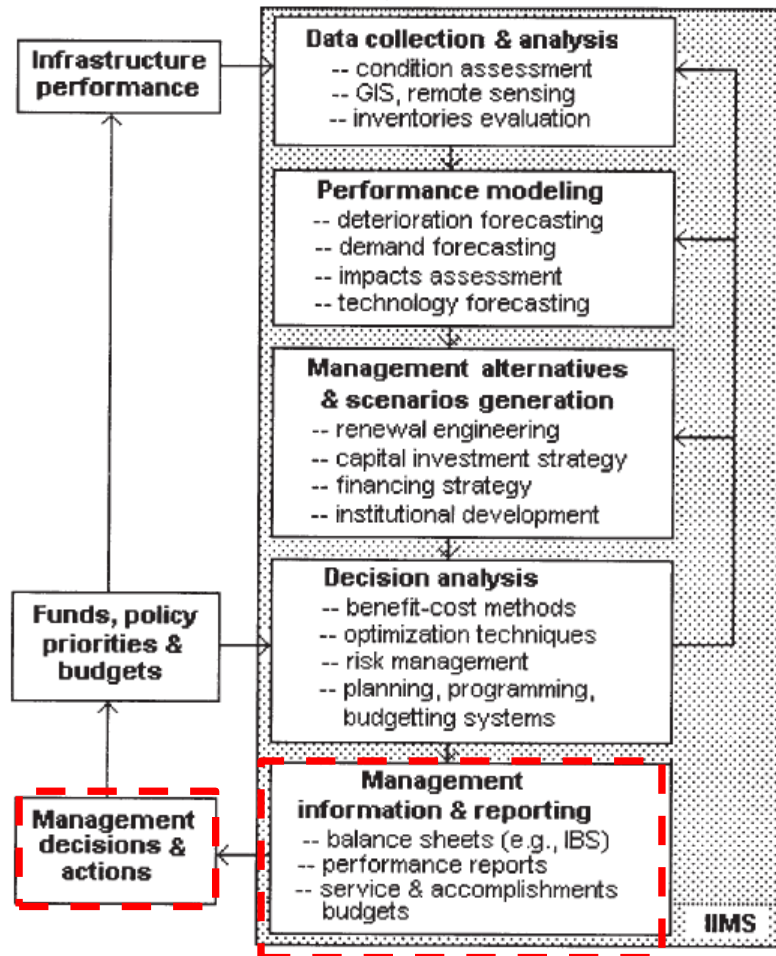 Infrastructure
performance
Data collection & analysis
-- condition assessment
-- GIS, remote sensing
-- inventories evaluation
Performance modeling
-- deterioration forecasting
-- demand forecasting
-- impacts assessment
-- technology forecasting
Management alternatives
& scenarios generation
-- renewal engineering
-- capital investment strategy
-- financing strategy
-- institutional development
Funds, policy
priorities &
budgets
Decision analysis
-- benefit-cost methods
-- optimization techniques
-- risk management
-- planning, programming,
budgetting systems
Management
decisions &
actions
Management
information & reporting
-- balance sheets (e.g., IBS)
-- performance reports
-- service & accomplishments
budgets
IIMS